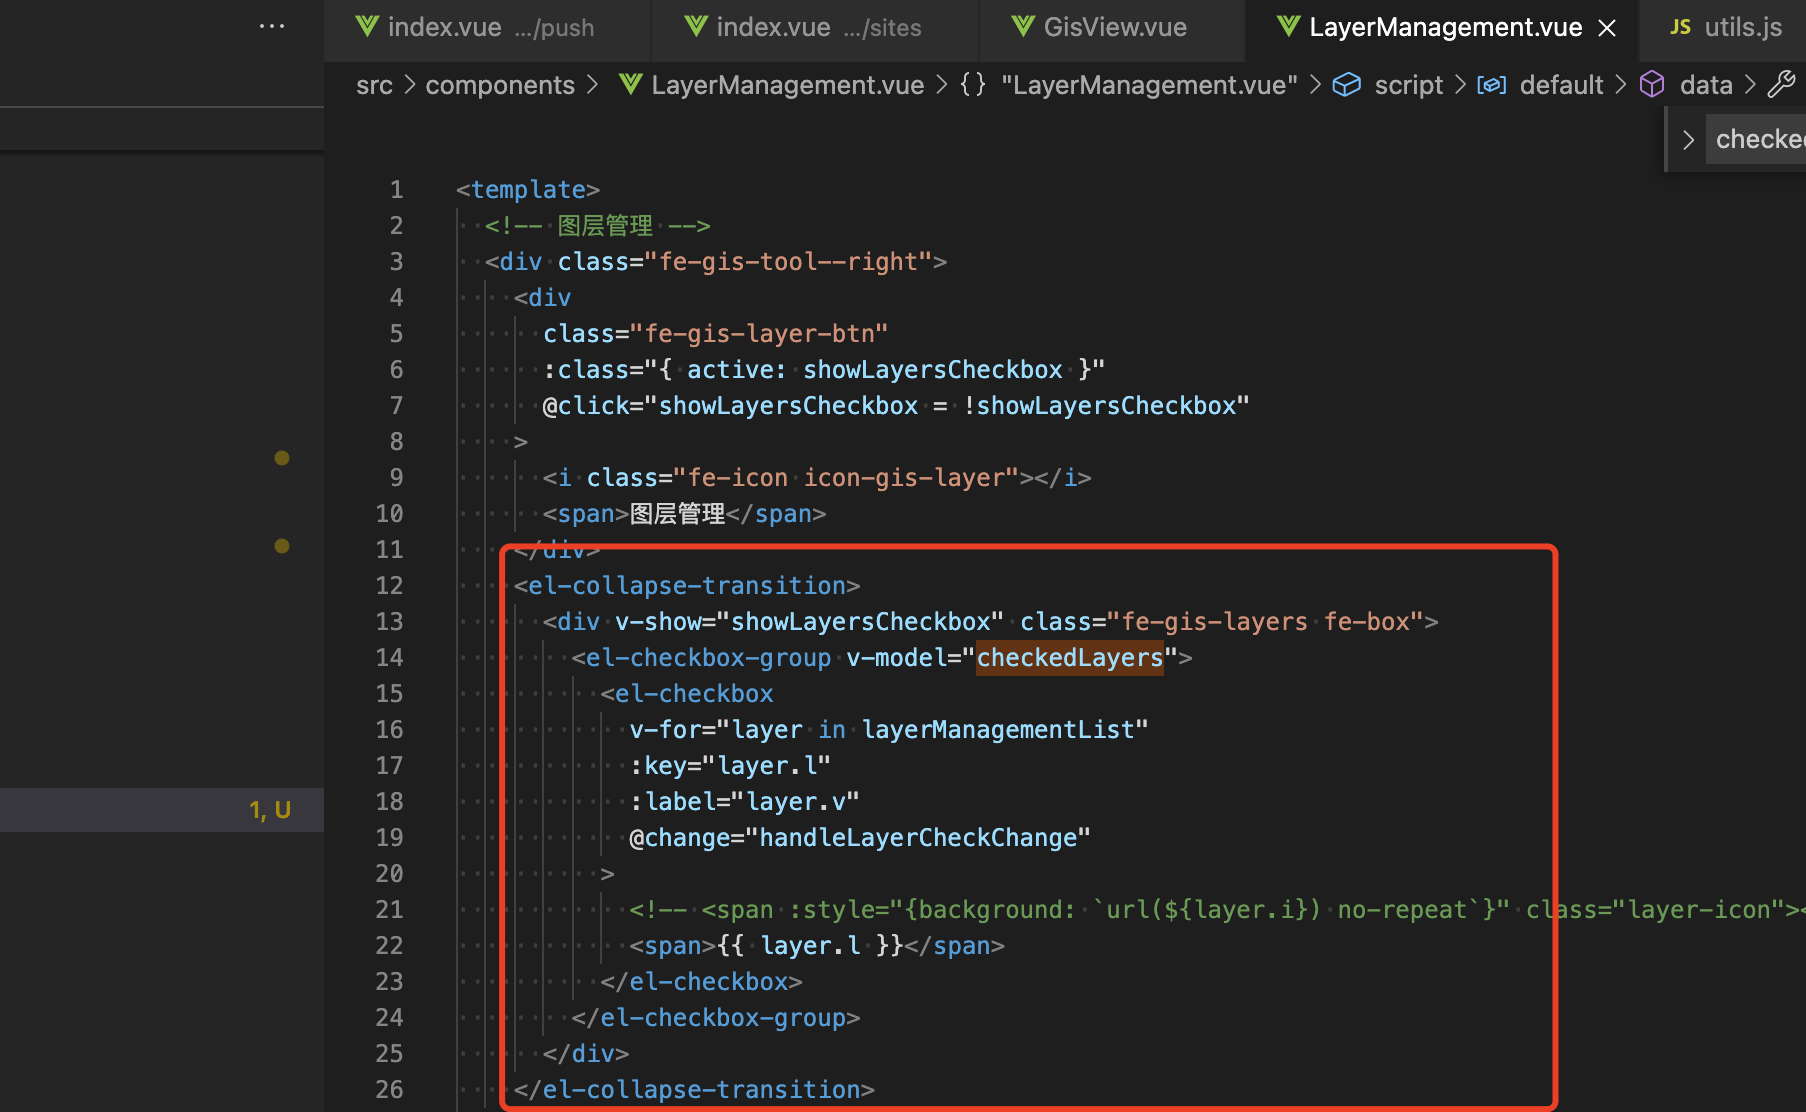 ···
index.vue …/push
index.vue …/sites
GisView.vue
LayerManagement.vue ×
JS utils.js
src > components > LayerManagement.vue > {} "LayerManagement.vue" > script > default > data >
> checked
1 <template>
2 <!-- 图层管理 -->
3 <div class="fe-gis-tool--right">
4 <div
5 class="fe-gis-layer-btn"
6 :class="{ active: showLayersCheckbox }"
7 @click="showLayersCheckbox = !showLayersCheckbox"
8 >
9 <i class="fe-icon icon-gis-layer"></i>
10 <span>图层管理</span>
11 </div>
12 <el-collapse-transition>
13 <div v-show="showLayersCheckbox" class="fe-gis-layers fe-box">
14 <el-checkbox-group v-model="checkedLayers">
15 <el-checkbox
16 v-for="layer in layerManagementList"
17 :key="layer.l"
18 :label="layer.v"
19 @change="handleLayerCheckChange"
20 >
21 <!-- <span :style="{background: `url(${layer.i}) no-repeat`}" class="layer-icon"><
22 <span>{{ layer.l }}</span>
23 </el-checkbox>
24 </el-checkbox-group>
25 </div>
26 </el-collapse-transition>
1, U